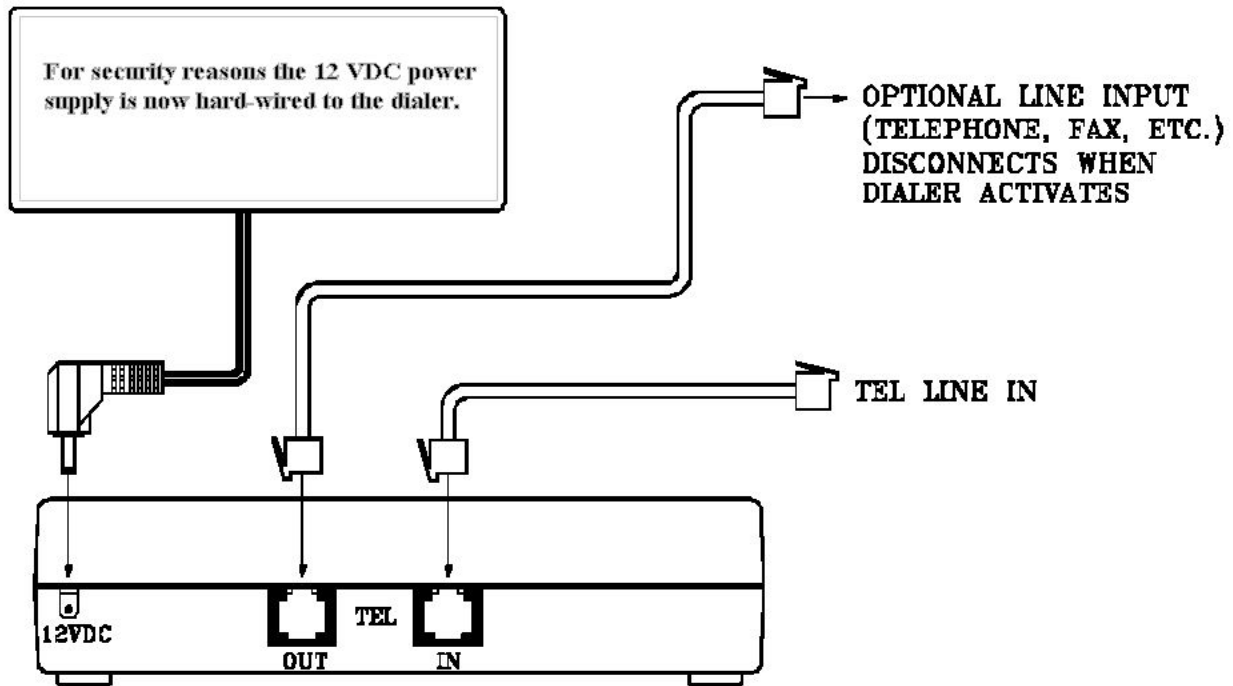 For security reasons the 12 VDC power
supply is now hard-wired to the dialer.
OPTIONAL LINE INPUT
(TELEPHONE, FAX, ETC.)
DISCONNECTS WHEN
DIALER ACTIVATES
TEL LINE IN
12VDC
OUT
TEL
IN